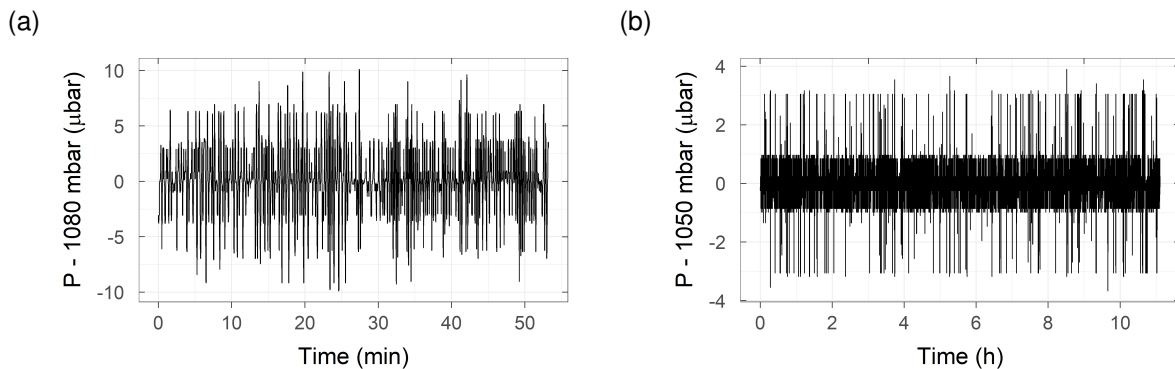 (a)
P - 1080 mbar (μbar)
10
5
0
-5
-10
0 10 20 30 40 50
Time (min)
(b)
P - 1050 mbar (μbar)
4
2
0
-2
-4
0 2 4 6 8 10
Time (h)